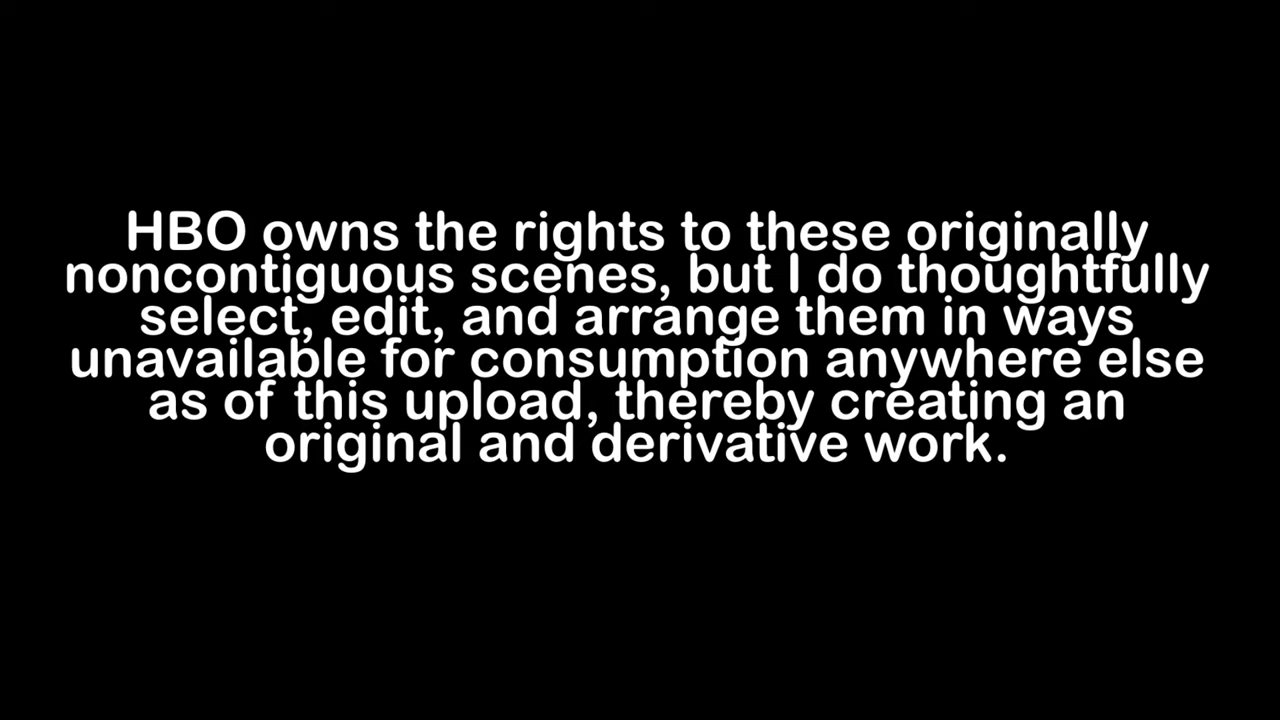 HBO owns the rights to these originally
noncontiguous scenes, but I do thoughtfully
select, edit, and arrange them in ways
unavailable for consumption anywhere else
as of this upload, thereby creating an
original and derivative work.